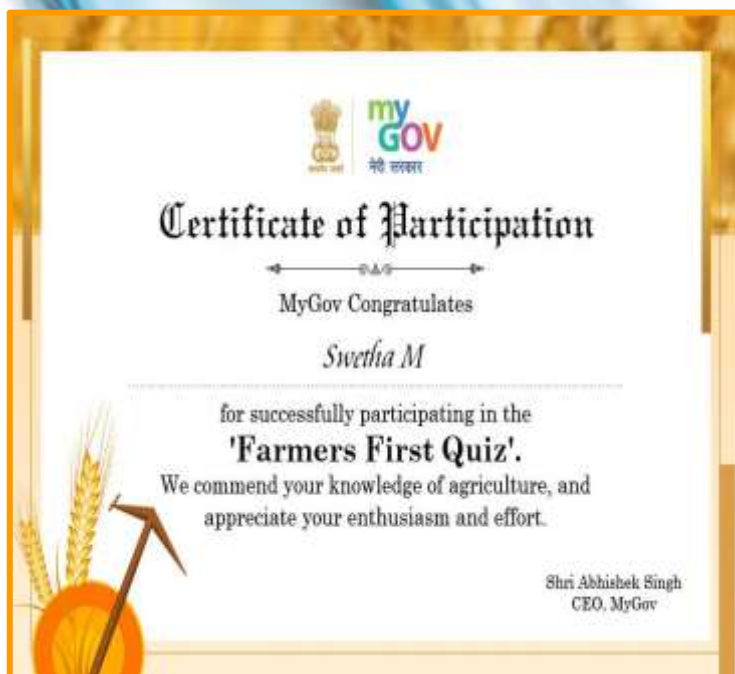 my
GOV
मेरी सरकार
Certificate of Participation
MyGov Congratulates
Swetha M
for successfully participating in the
'Farmers First Quiz'.
We commend your knowledge of agriculture, and
appreciate your enthusiasm and effort.
Shri Abhishek Singh
CEO, MyGov